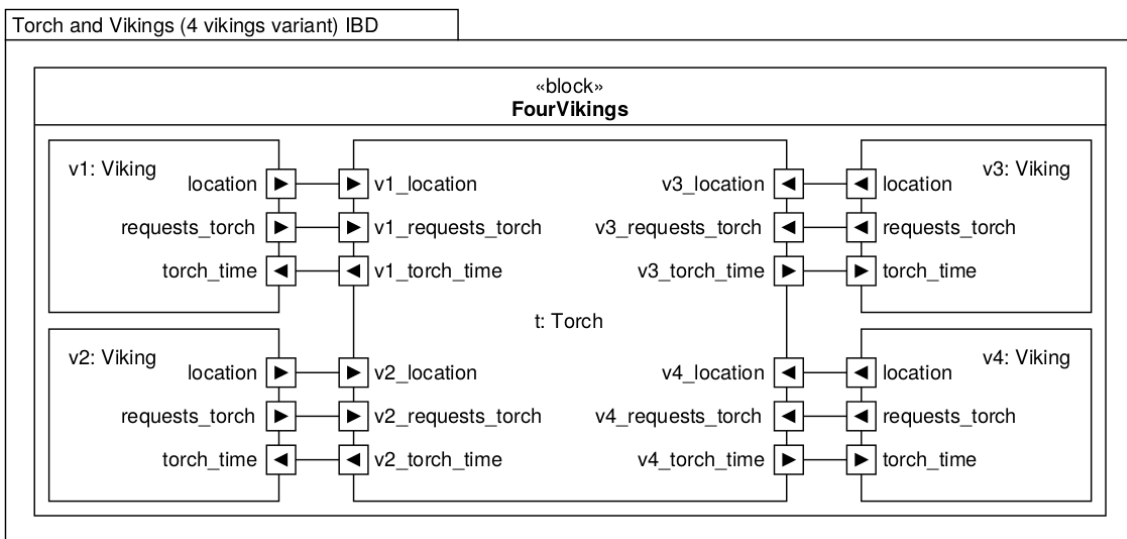 Torch and Vikings (4 vikings variant) IBD
«block»
FourVikings
v1: Viking
location
requests_torch
torch_time
v1_location
v1_requests_torch
v1_torch_time
v3_location
v3_requests_torch
v3_torch_time
v3: Viking
location
requests_torch
torch_time
t: Torch
v2: Viking
location
requests_torch
torch_time
v2_location
v2_requests_torch
v2_torch_time
v4_location
v4_requests_torch
v4_torch_time
v4: Viking
location
requests_torch
torch_time